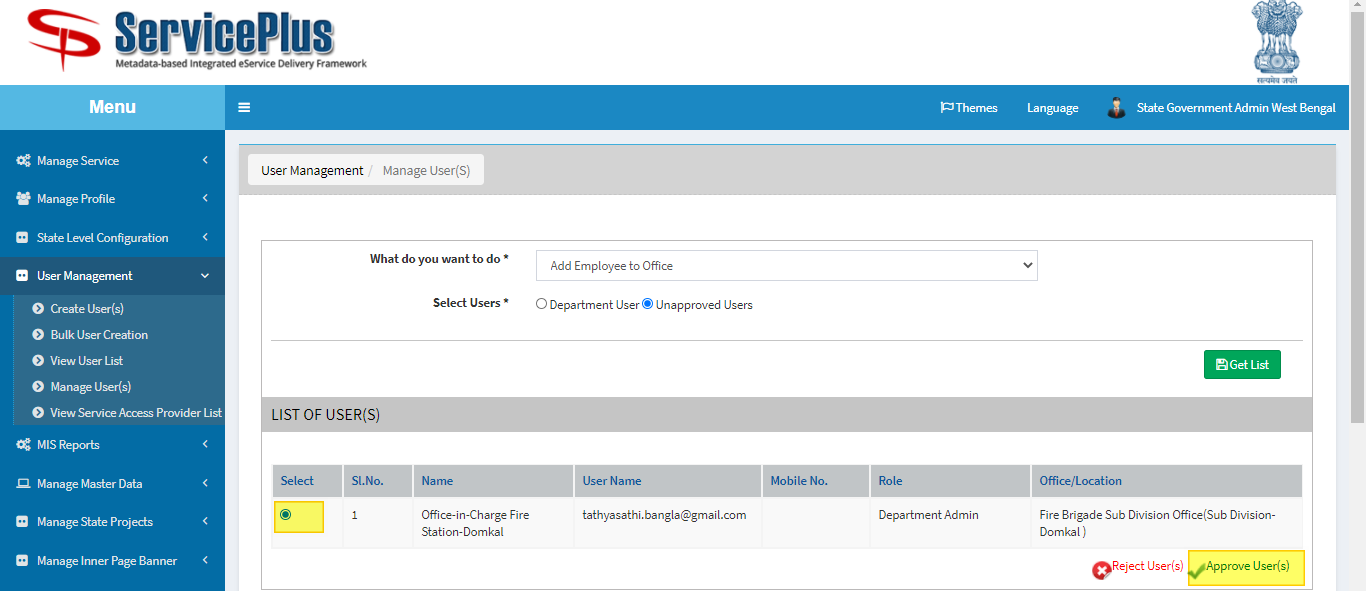 ServicePlus
Metadata-based Integrated eService Delivery Framework
सत्यमेव जयते
Menu
Themes
Language
State Government Admin West Bengal
Manage Service
Manage Profile
State Level Configuration
User Management
Create User(s)
Bulk User Creation
View User List
Manage User(s)
View Service Access Provider List
MIS Reports
Manage Master Data
Manage State Projects
Manage Inner Page Banner
User Management / Manage User(S)
What do you want to do *
Add Employee to Office
Select Users *
Department User
Unapproved Users
Get List
LIST OF USER(S)
Select Sl.No. Name User Name Mobile No. Role Office/Location
1 Office-in-Charge Fire Station-Domkal tathyasathi.bangla@gmail.com Department Admin Fire Brigade Sub Division Office(Sub Division-Domkal )
Reject User(s)
Approve User(s)